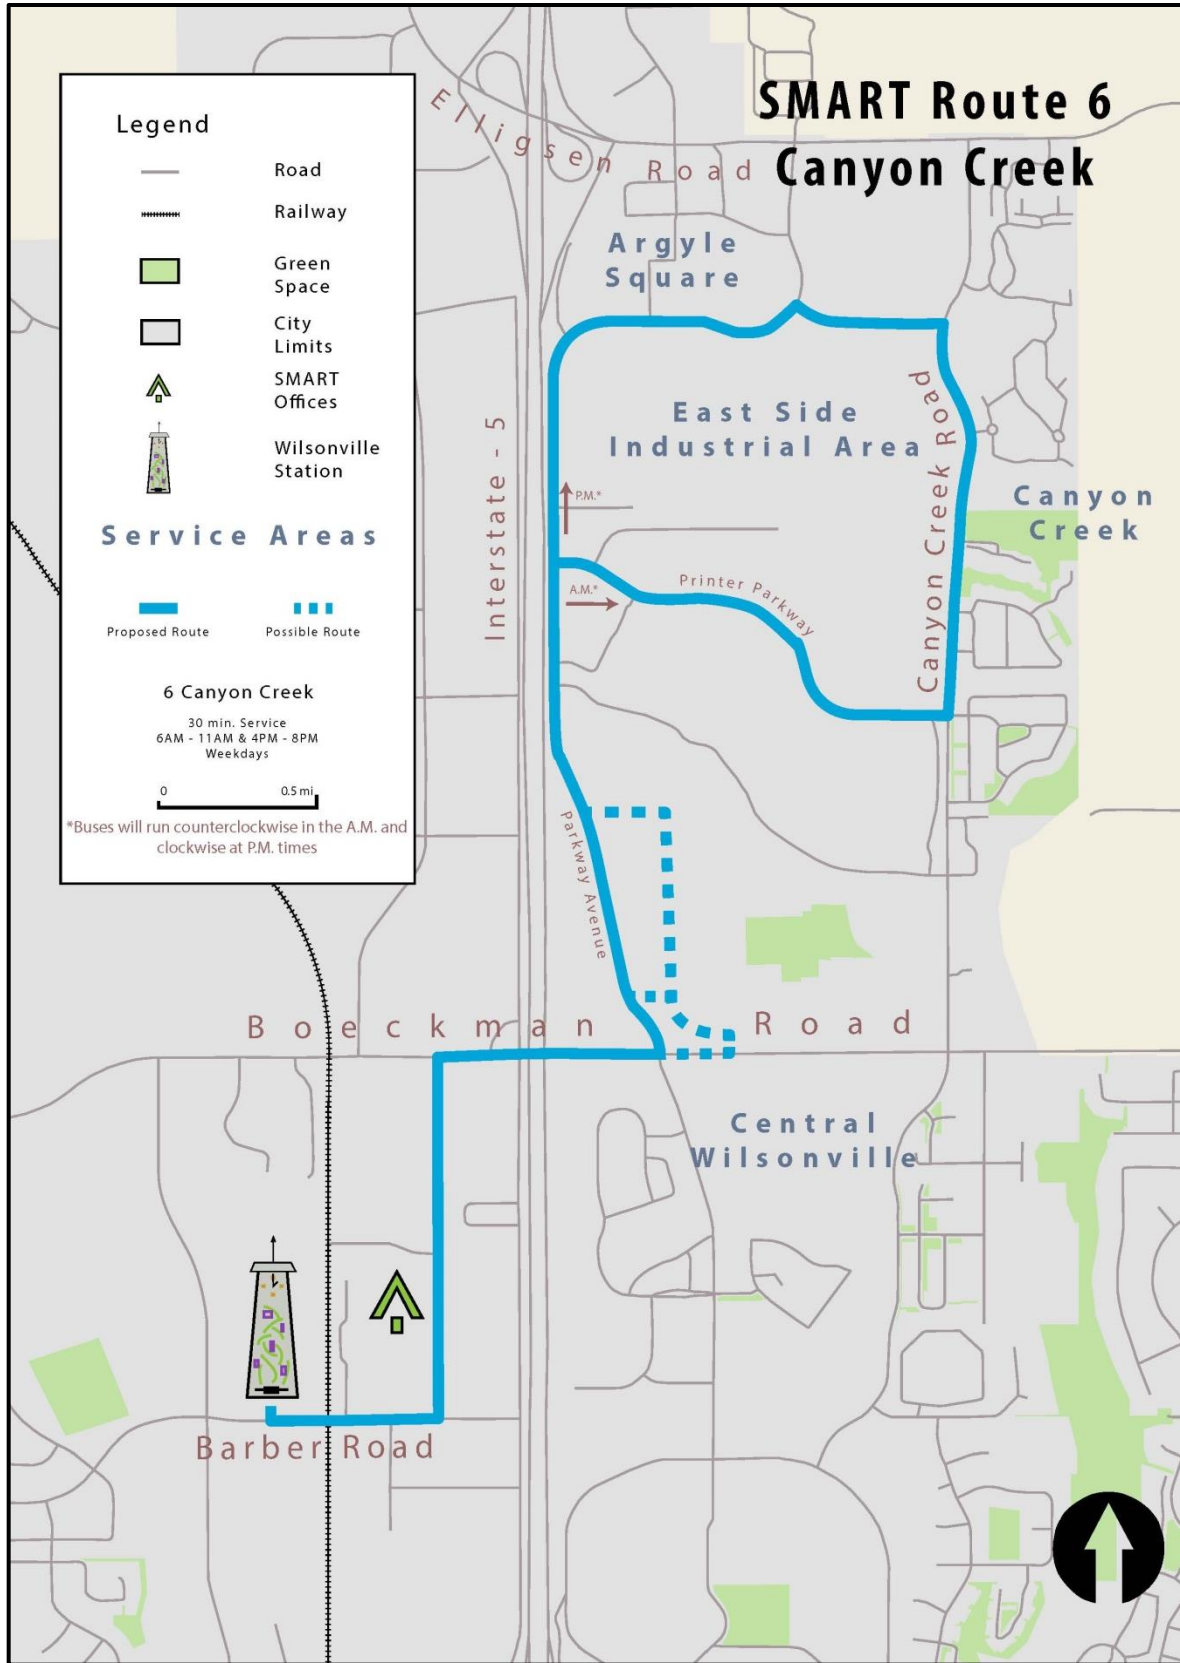 SMART Route 6
Canyon Creek
Legend
Road
Railway
Green
Space
City
Limits
SMART
Offices
Wilsonville
Station
Service Areas
Proposed Route
Possible Route
6 Canyon Creek
30 min. Service
6AM - 11AM & 4PM - 8PM
Weekdays
0 0.5 mi
*Buses will run counterclockwise in the A.M. and
clockwise at P.M. times
Elligsen Road
Argyle
Square
East Side
Industrial Area
Canyon Creek Road
Canyon
Creek
Interstate - 5
P.M.*
A.M.*
Printer Parkway
Parkway Avenue
Boeckman Road
Central
Wilsonville
Barber Road